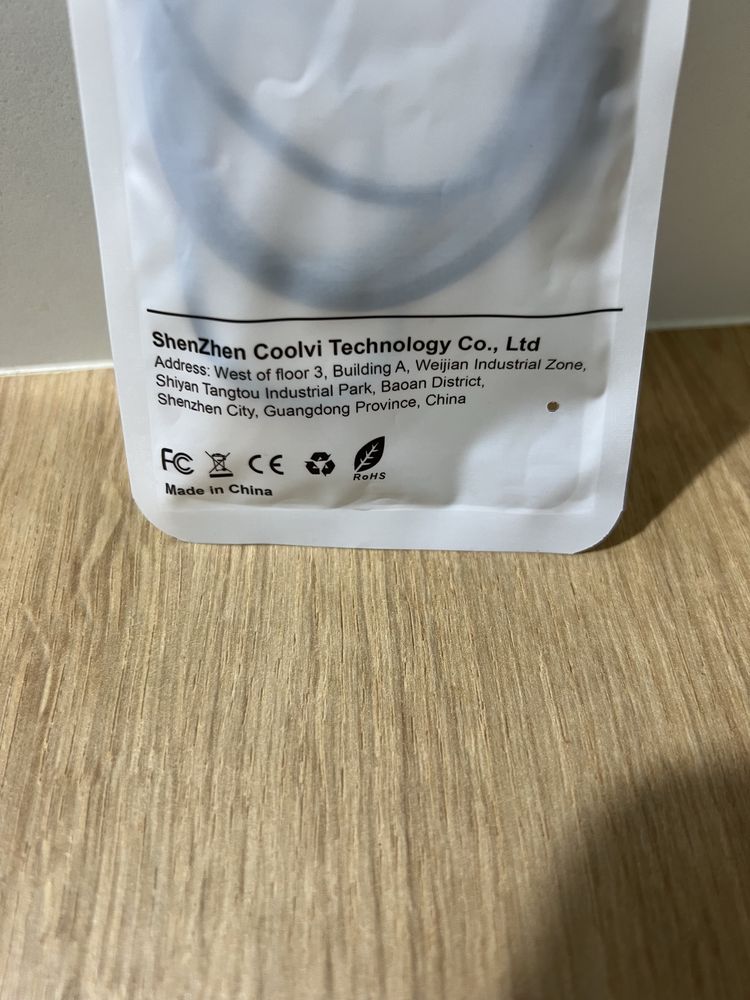 ShenZhen Coolvi Technology Co., Ltd
Address: West of floor 3, Building A, Weijian Industrial Zone,
Shiyan Tangtou Industrial Park, Baoan District,
Shenzhen City, Guangdong Province, China
FC CE RoHS
Made in China